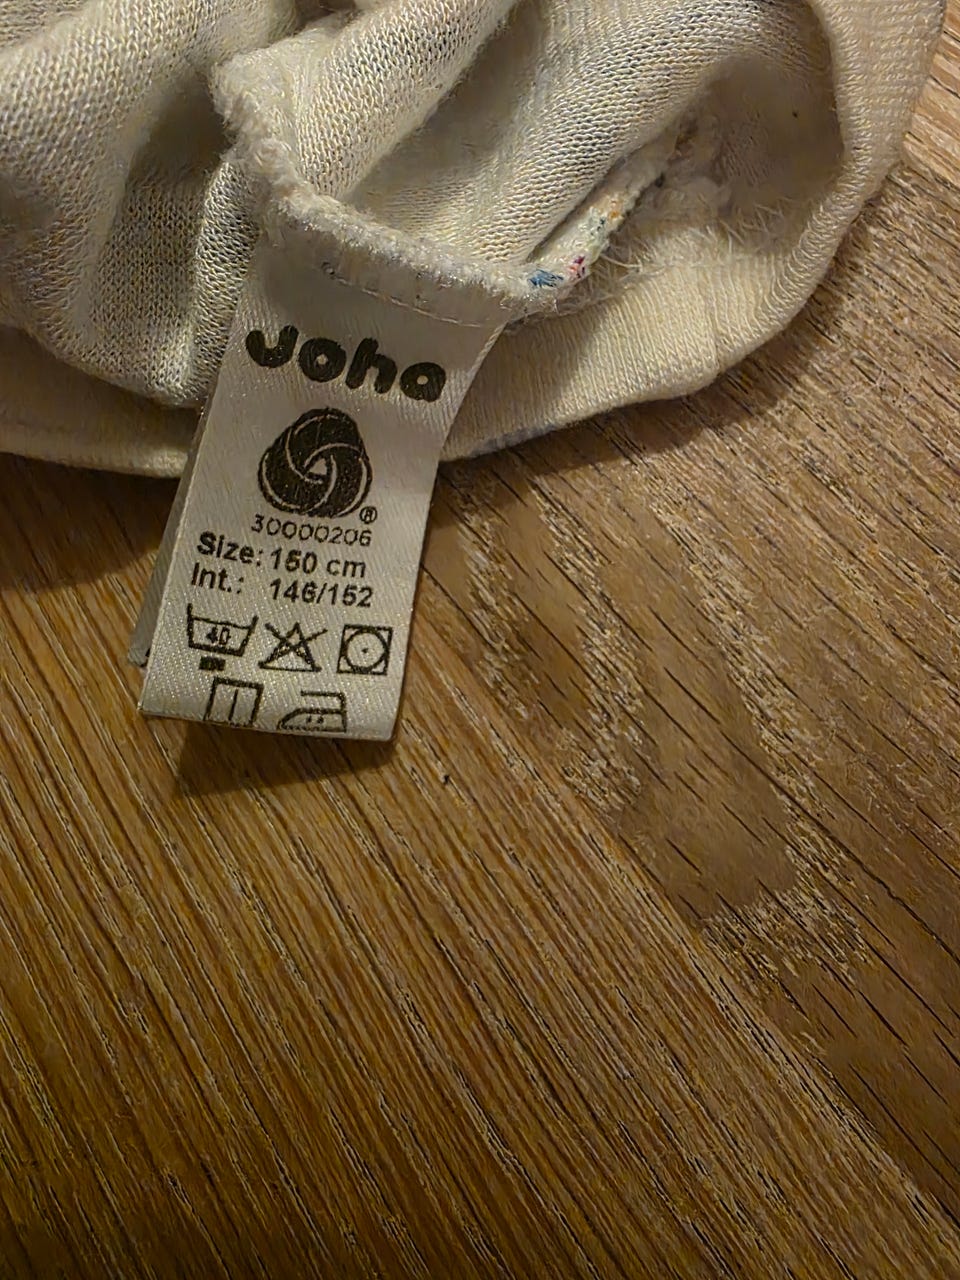 Joha
®
30000206
Size: 150 cm
Int.: 146/152
40